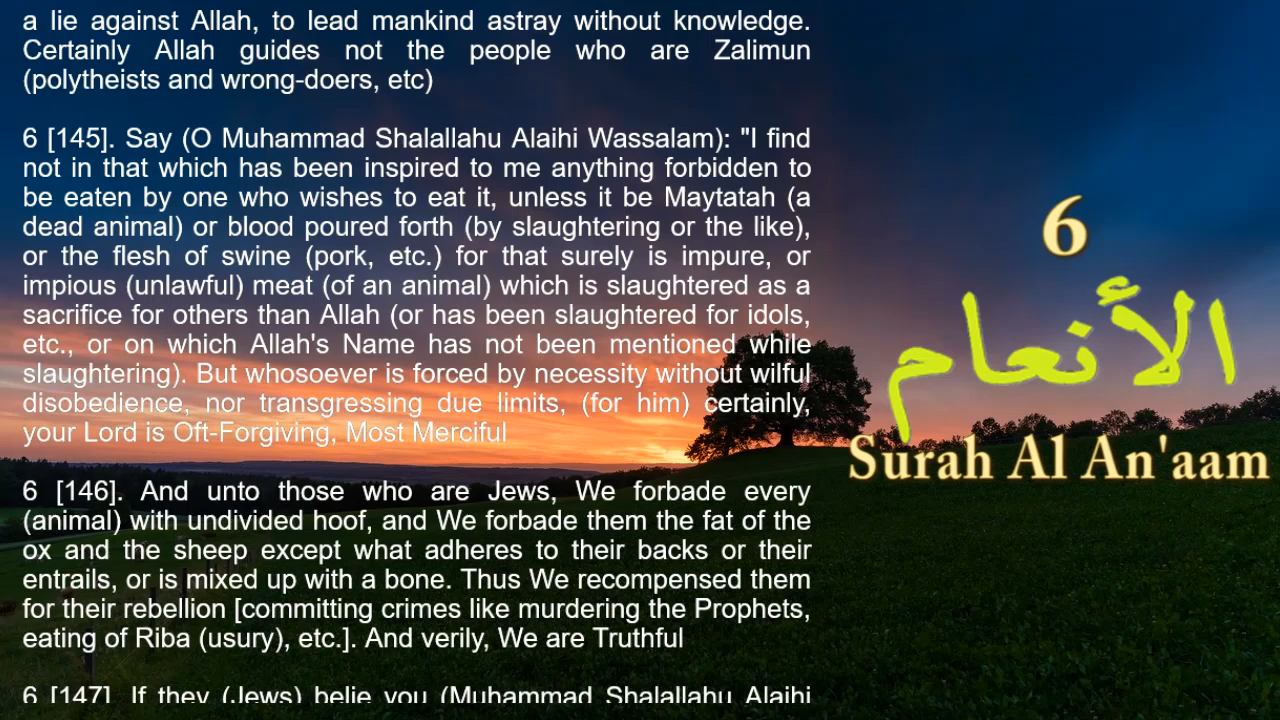 a lie against Allah, to lead mankind astray without knowledge.
Certainly Allah guides not the people who are Zalimun
(polytheists and wrong-doers, etc)
6 [145]. Say (O Muhammad Shalallahu Alaihi Wassalam): "I find
not in that which has been inspired to me anything forbidden to
be eaten by one who wishes to eat it, unless it be Maytatah (a
dead animal) or blood poured forth (by slaughtering or the like),
or the flesh of swine (pork, etc.) for that surely is impure, or
impious (unlawful) meat (of an animal) which is slaughtered as a
sacrifice for others than Allah (or has been slaughtered for idols,
etc., or on which Allah's Name has not been mentioned while
slaughtering). But whosoever is forced by necessity without wilful
disobedience, nor transgressing due limits, (for him) certainly,
your Lord is Oft-Forgiving, Most Merciful
6 [146]. And unto those who are Jews, We forbade every
(animal) with undivided hoof, and We forbade them the fat of the
ox and the sheep except what adheres to their backs or their
entrails, or is mixed up with a bone. Thus We recompensed them
for their rebellion [committing crimes like murdering the Prophets,
eating of Riba (usury), etc.]. And verily, We are Truthful
6 [147]. If they (Jews) belie you (Muhammad Shalallahu Alaihi
6
الأنعام
Surah Al An'aam